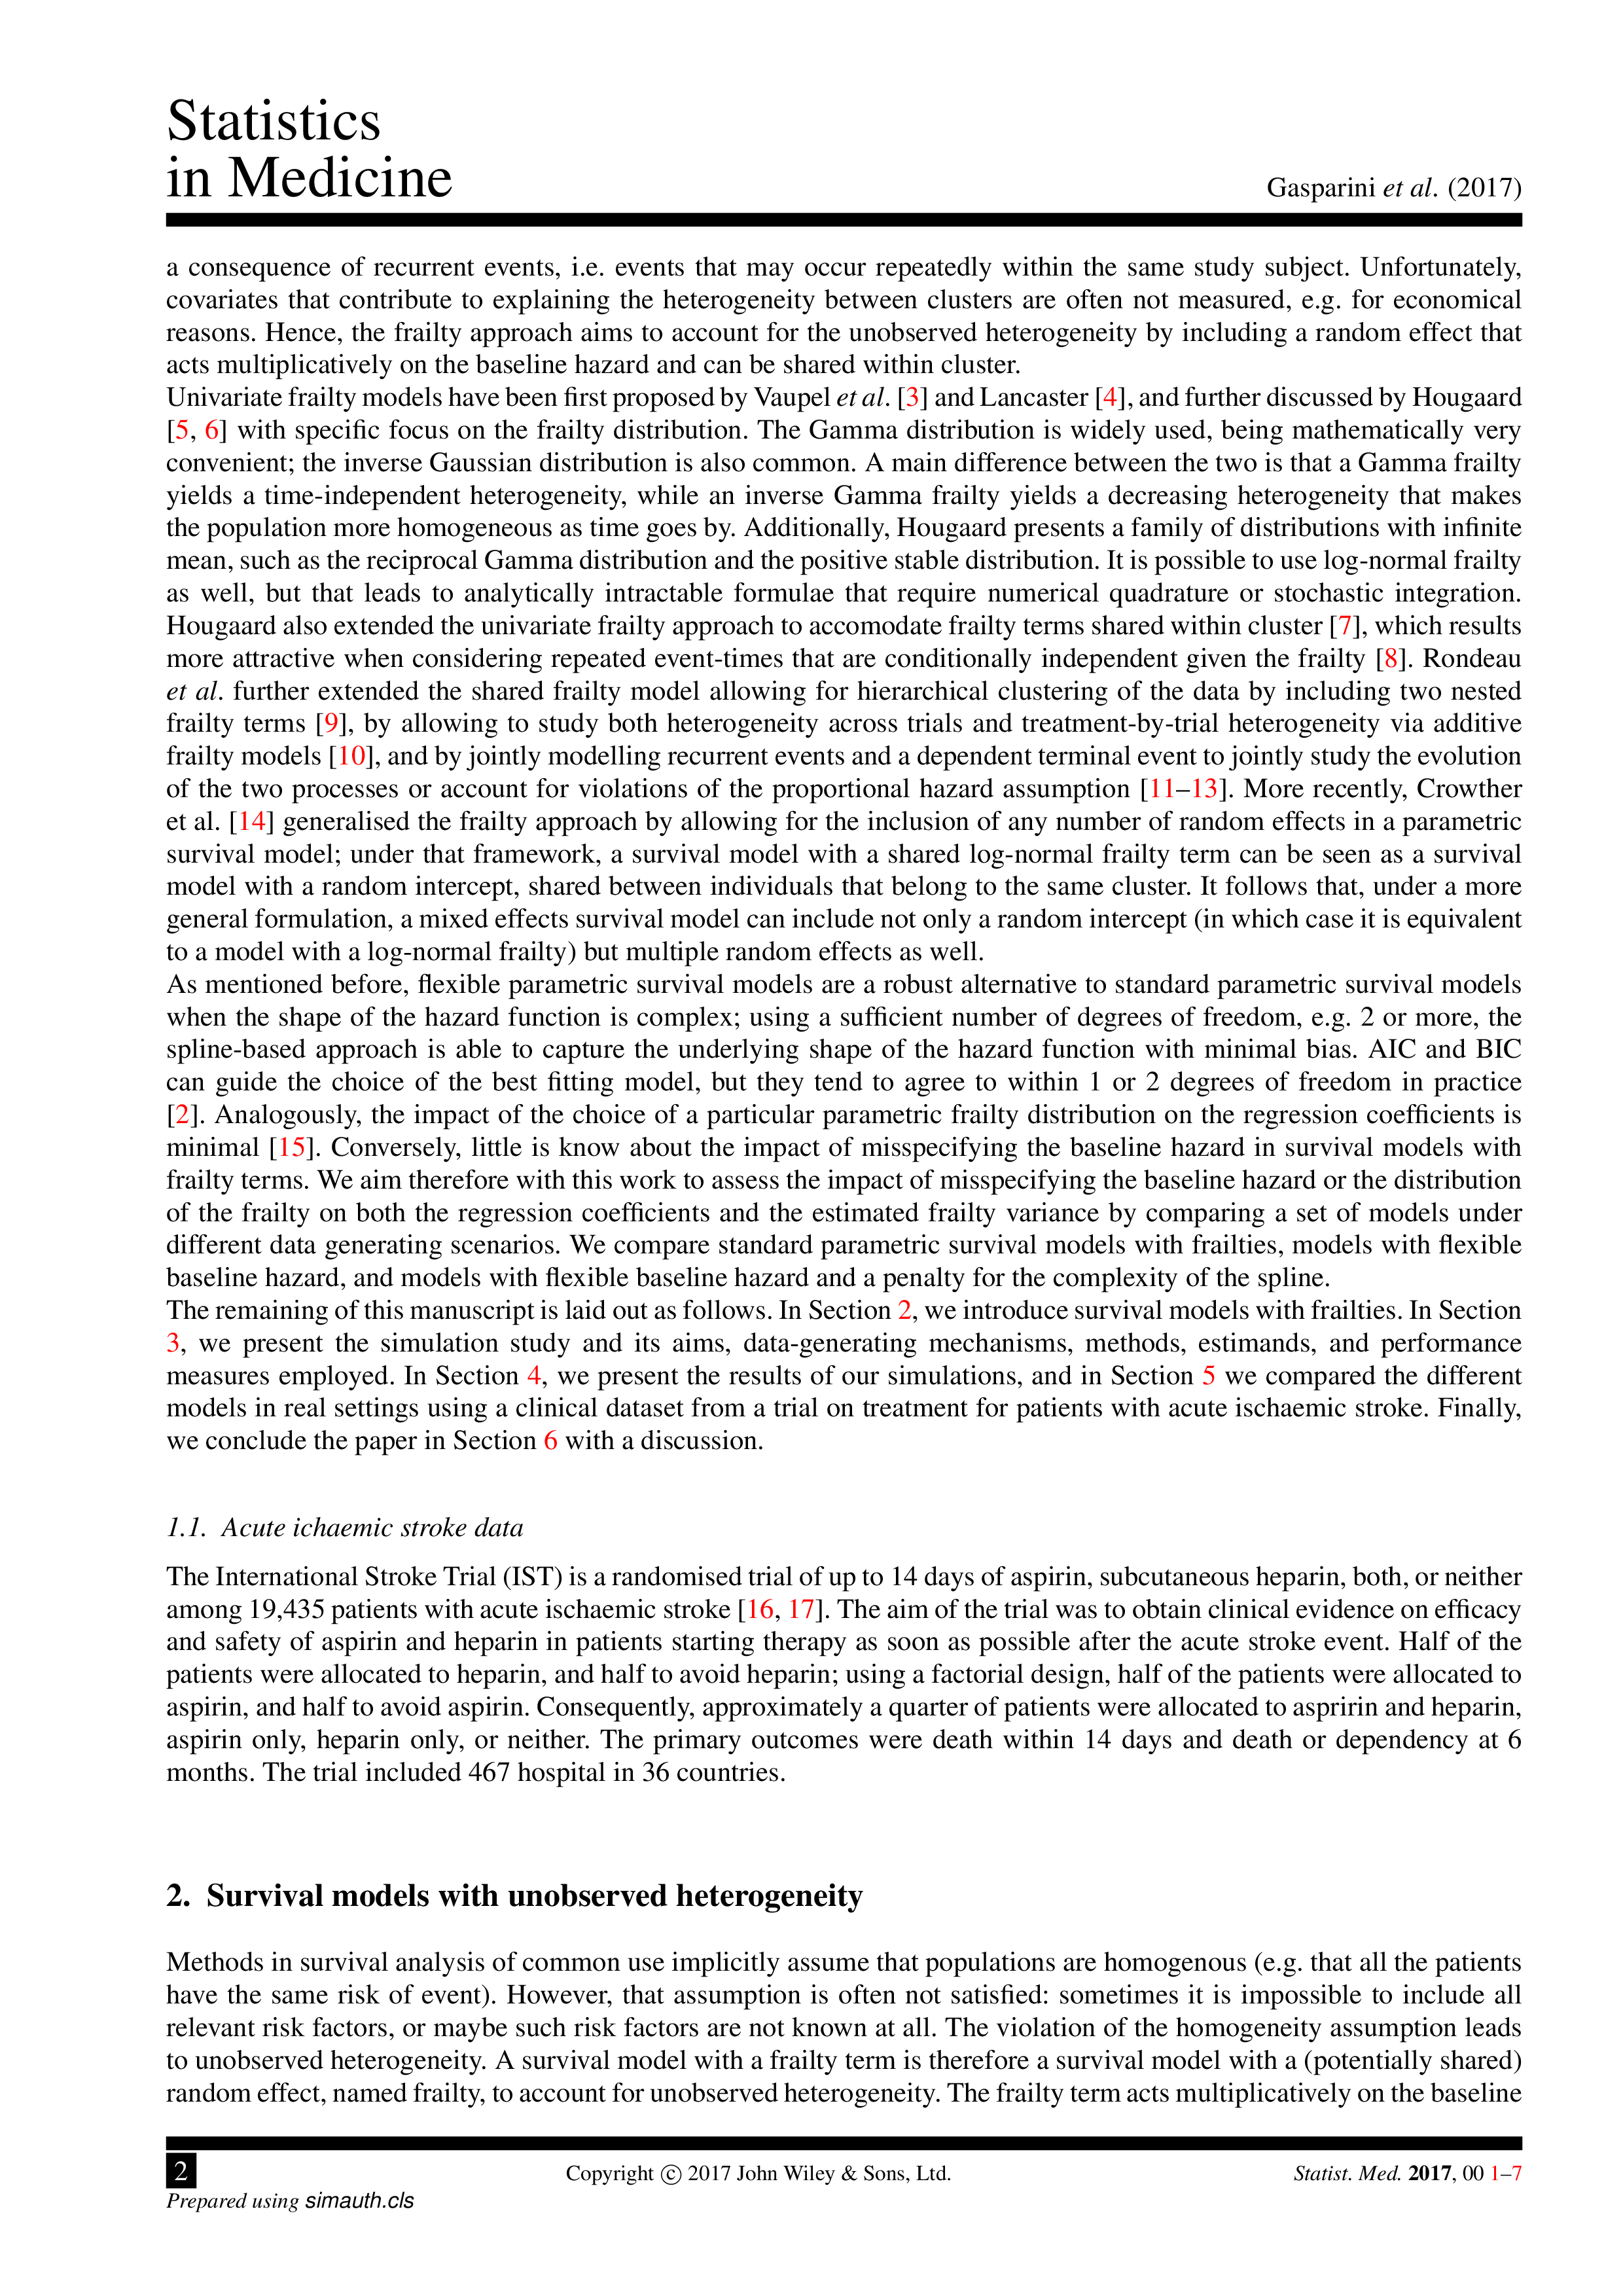 Statistics
in Medicine
Gasparini et al. (2017)
a consequence of recurrent events, i.e. events that may occur repeatedly within the same study subject. Unfortunately,
covariates that contribute to explaining the heterogeneity between clusters are often not measured, e.g. for economical
reasons. Hence, the frailty approach aims to account for the unobserved heterogeneity by including a random effect that
acts multiplicatively on the baseline hazard and can be shared within cluster.
Univariate frailty models have been first proposed by Vaupel et al. [3] and Lancaster [4], and further discussed by Hougaard
[5, 6] with specific focus on the frailty distribution. The Gamma distribution is widely used, being mathematically very
convenient; the inverse Gaussian distribution is also common. A main difference between the two is that a Gamma frailty
yields a time-independent heterogeneity, while an inverse Gamma frailty yields a decreasing heterogeneity that makes
the population more homogeneous as time goes by. Additionally, Hougaard presents a family of distributions with infinite
mean, such as the reciprocal Gamma distribution and the positive stable distribution. It is possible to use log-normal frailty
as well, but that leads to analytically intractable formulae that require numerical quadrature or stochastic integration.
Hougaard also extended the univariate frailty approach to accomodate frailty terms shared within cluster [7], which results
more attractive when considering repeated event-times that are conditionally independent given the frailty [8]. Rondeau
et al. further extended the shared frailty model allowing for hierarchical clustering of the data by including two nested
frailty terms [9], by allowing to study both heterogeneity across trials and treatment-by-trial heterogeneity via additive
frailty models [10], and by jointly modelling recurrent events and a dependent terminal event to jointly study the evolution
of the two processes or account for violations of the proportional hazard assumption [11–13]. More recently, Crowther
et al. [14] generalised the frailty approach by allowing for the inclusion of any number of random effects in a parametric
survival model; under that framework, a survival model with a shared log-normal frailty term can be seen as a survival
model with a random intercept, shared between individuals that belong to the same cluster. It follows that, under a more
general formulation, a mixed effects survival model can include not only a random intercept (in which case it is equivalent
to a model with a log-normal frailty) but multiple random effects as well.
As mentioned before, flexible parametric survival models are a robust alternative to standard parametric survival models
when the shape of the hazard function is complex; using a sufficient number of degrees of freedom, e.g. 2 or more, the
spline-based approach is able to capture the underlying shape of the hazard function with minimal bias. AIC and BIC
can guide the choice of the best fitting model, but they tend to agree to within 1 or 2 degrees of freedom in practice
[2]. Analogously, the impact of the choice of a particular parametric frailty distribution on the regression coefficients is
minimal [15]. Conversely, little is know about the impact of misspecifying the baseline hazard in survival models with
frailty terms. We aim therefore with this work to assess the impact of misspecifying the baseline hazard or the distribution
of the frailty on both the regression coefficients and the estimated frailty variance by comparing a set of models under
different data generating scenarios. We compare standard parametric survival models with frailties, models with flexible
baseline hazard, and models with flexible baseline hazard and a penalty for the complexity of the spline.
The remaining of this manuscript is laid out as follows. In Section 2, we introduce survival models with frailties. In Section
3, we present the simulation study and its aims, data-generating mechanisms, methods, estimands, and performance
measures employed. In Section 4, we present the results of our simulations, and in Section 5 we compared the different
models in real settings using a clinical dataset from a trial on treatment for patients with acute ischaemic stroke. Finally,
we conclude the paper in Section 6 with a discussion.
1.1. Acute ichaemic stroke data
The International Stroke Trial (IST) is a randomised trial of up to 14 days of aspirin, subcutaneous heparin, both, or neither
among 19,435 patients with acute ischaemic stroke [16, 17]. The aim of the trial was to obtain clinical evidence on efficacy
and safety of aspirin and heparin in patients starting therapy as soon as possible after the acute stroke event. Half of the
patients were allocated to heparin, and half to avoid heparin; using a factorial design, half of the patients were allocated to
aspirin, and half to avoid aspirin. Consequently, approximately a quarter of patients were allocated to aspririn and heparin,
aspirin only, heparin only, or neither. The primary outcomes were death within 14 days and death or dependency at 6
months. The trial included 467 hospital in 36 countries.
2. Survival models with unobserved heterogeneity
Methods in survival analysis of common use implicitly assume that populations are homogenous (e.g. that all the patients
have the same risk of event). However, that assumption is often not satisfied: sometimes it is impossible to include all
relevant risk factors, or maybe such risk factors are not known at all. The violation of the homogeneity assumption leads
to unobserved heterogeneity. A survival model with a frailty term is therefore a survival model with a (potentially shared)
random effect, named frailty, to account for unobserved heterogeneity. The frailty term acts multiplicatively on the baseline
2
Copyright © 2017 John Wiley & Sons, Ltd.
Statist. Med. 2017, 00 1–7
Prepared using simauth.cls